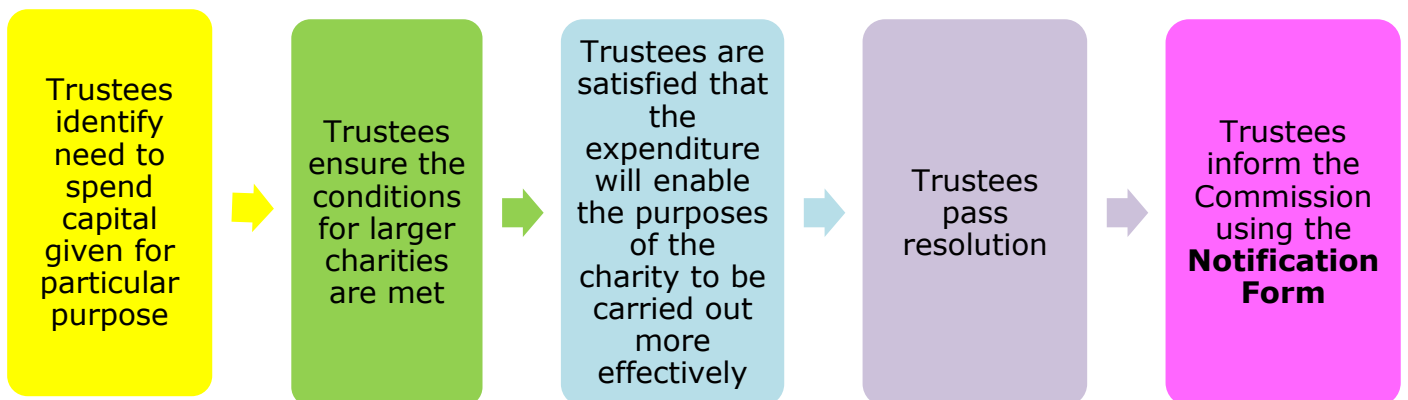 Trustees
identify
need to
spend
capital
given for
particular
purpose
Trustees
ensure the
conditions
for larger
charities
are met
Trustees are
satisfied that
the
expenditure
will enable
the purposes
of the
charity to be
carried out
more
effectively
Trustees
pass
resolution
Trustees
inform the
Commission
using the
Notification
Form